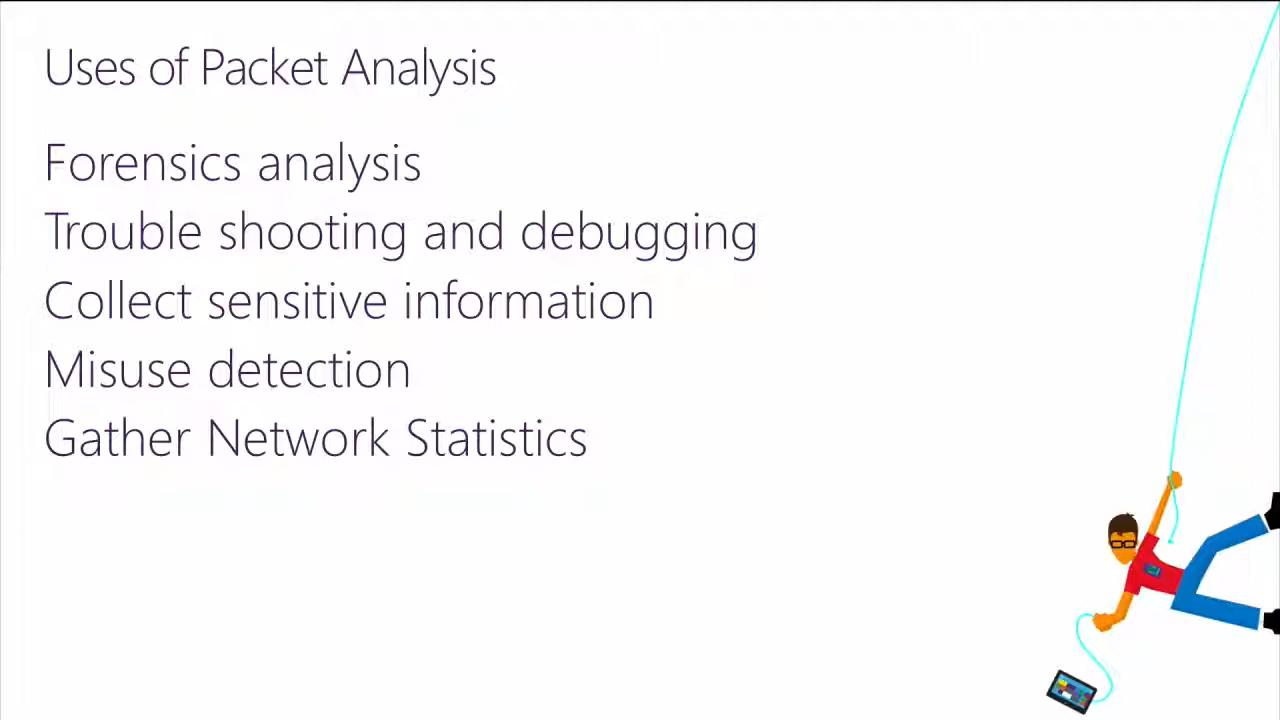 Uses of Packet Analysis
Forensics analysis
Trouble shooting and debugging
Collect sensitive information
Misuse detection
Gather Network Statistics